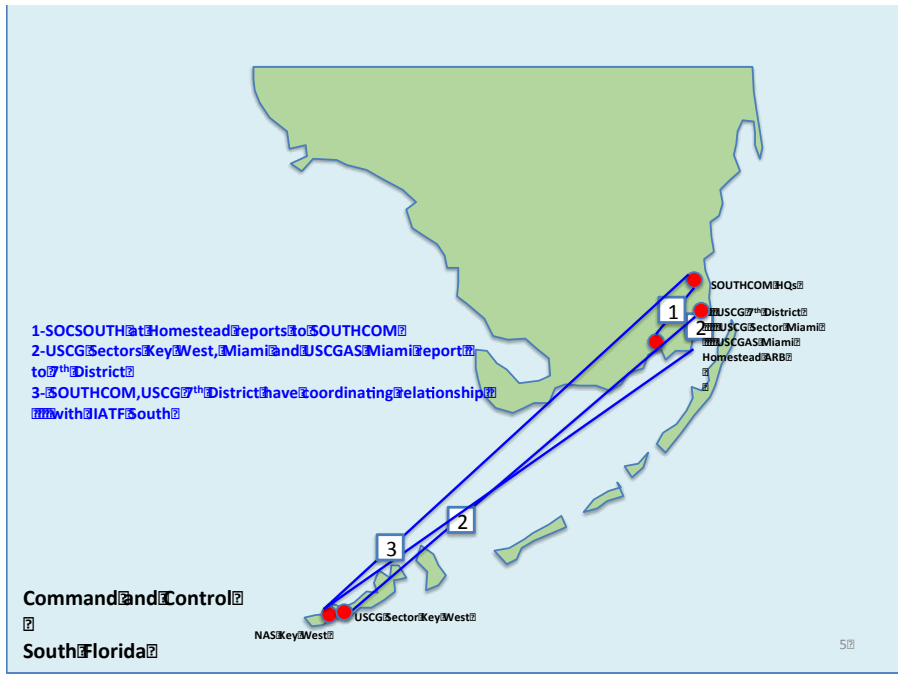 SOUTHCOM HQs
1
USCG 7th District
2
USCG Sector Miami
USCGAS Miami
Homestead ARB
1-SOCSOUTH at Homestead reports to SOUTHCOM
2-USCG Sectors Key West, Miami and USCGAS Miami report
to 7th District
3- SOUTHCOM,USCG 7th District have coordinating relationship
with JIATF South
2
3
Command and Control
South Florida
USCG Sector Key West
NAS Key West
5